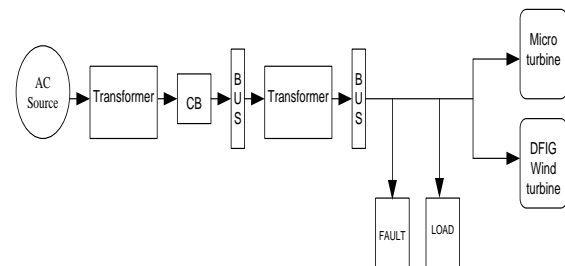 AC
Source
Transformer
CB
B
U
S
Transformer
B
U
S
Micro
turbine
DFIG
Wind
turbine
FAULT
LOAD